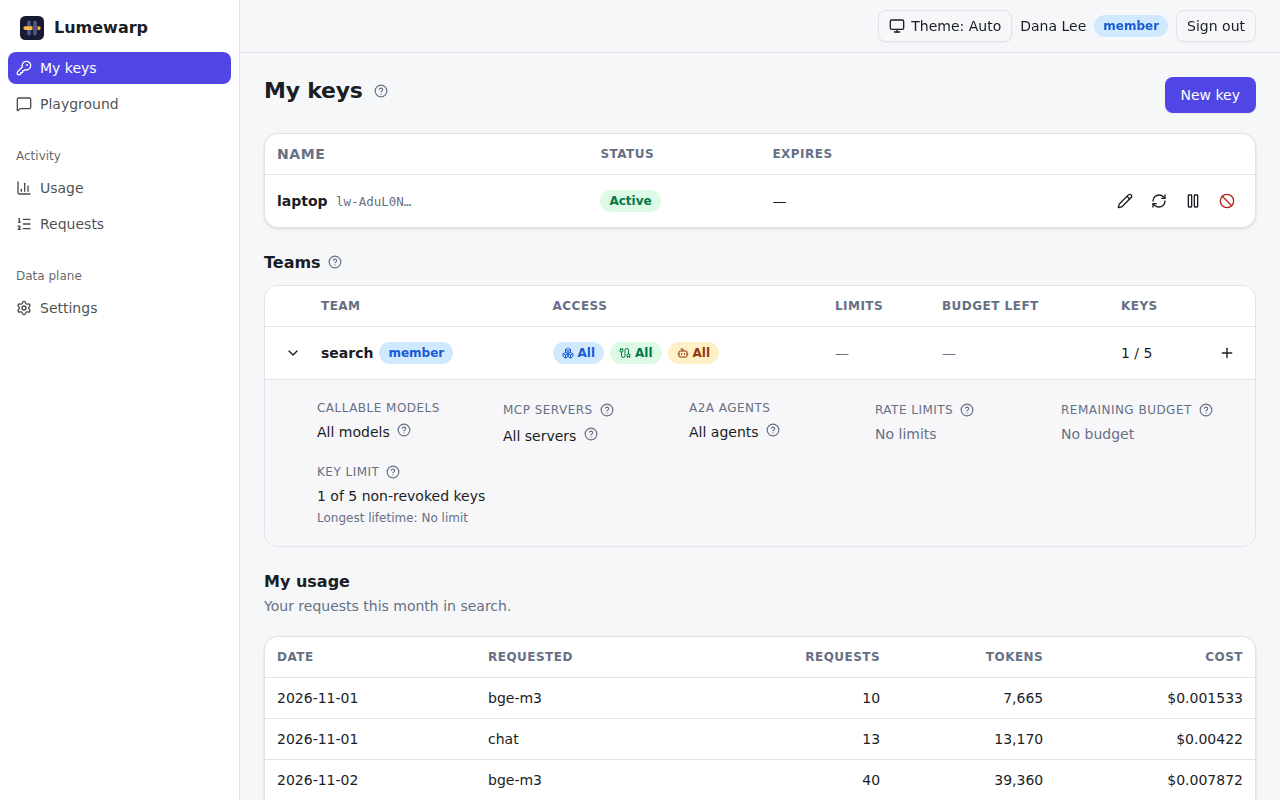 Lumewarp
Theme: Auto
Dana Lee
member
Sign out
My keys
Playground
Activity
Usage
Requests
Data plane
Settings
My keys
New key
NAME STATUS EXPIRES
laptop lw-AduL0N… Active —
Teams
TEAM ACCESS LIMITS BUDGET LEFT KEYS
search member All All All — — 1 / 5
CALLABLE MODELS MCP SERVERS A2A AGENTS RATE LIMITS REMAINING BUDGET
All models All servers All agents No limits No budget
KEY LIMIT
1 of 5 non-revoked keys
Longest lifetime: No limit
My usage
Your requests this month in search.
DATE REQUESTED REQUESTS TOKENS COST
2026-11-01 bge-m3 10 7,665 $0.001533
2026-11-01 chat 13 13,170 $0.00422
2026-11-02 bge-m3 40 39,360 $0.007872